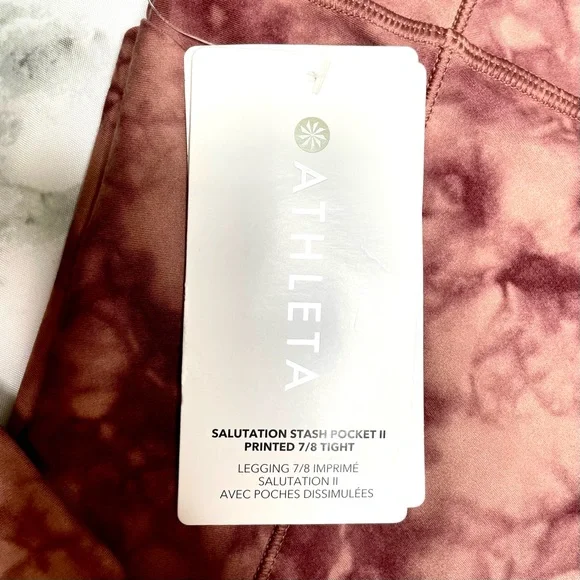 ATHLETA
SALUTATION STASH POCKET II
PRINTED 7/8 TIGHT
LEGGING 7/8 IMPRIMÉ
SALUTATION II
AVEC POCHES DISSIMULÉES